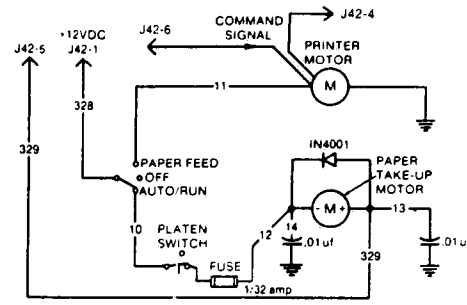 J42-4
COMMAND
SIGNAL
+12VDC
J42-5 J42-1 J42-6
PRINTER
MOTOR
M
11
328
329
PAPER FEED
OFF
AUTO/RUN
IN4001
PAPER
TAKE-UP
MOTOR
- M +
13
10
PLATEN
SWITCH
12
14
.01uf
329
.01u
FUSE
1/32 amp